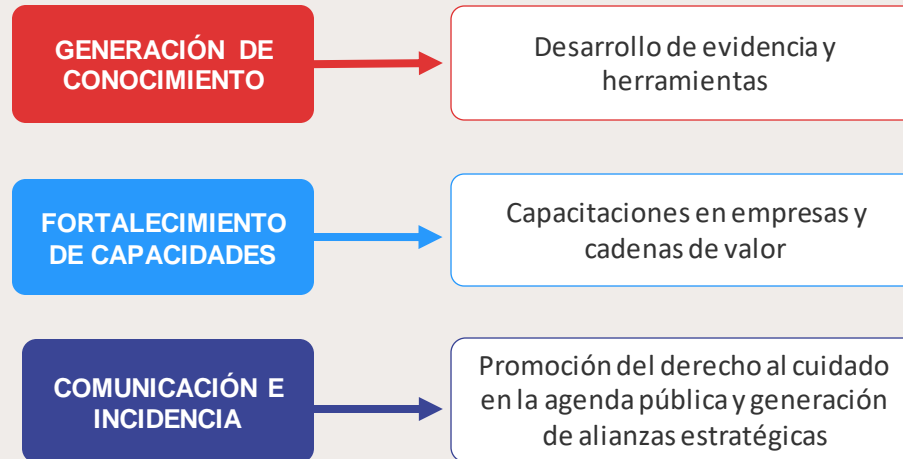 GENERACIÓN DE
CONOCIMIENTO
Desarrollo de evidencia y
herramientas
FORTALECIMIENTO
DE CAPACIDADES
Capacitaciones en empresas y
cadenas de valor
COMUNICACIÓN E
INCIDENCIA
Promoción del derecho al cuidado
en la agenda pública y generación
de alianzas estratégicas